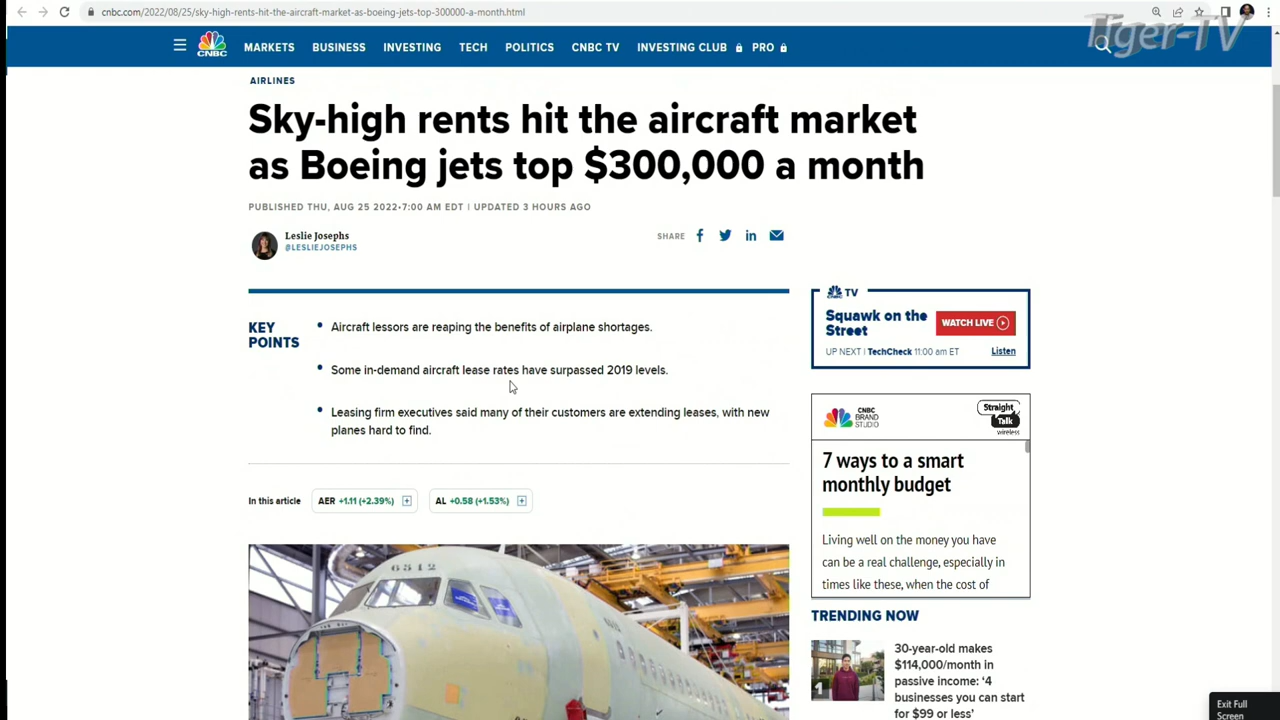 cnbc.com/2022/08/25/sky-high-rents-hit-the-aircraft-market-as-boeing-jets-top-300000-a-month.html
Tiger-TV
CNBC
MARKETS
BUSINESS
INVESTING
TECH
POLITICS
CNBC TV
INVESTING CLUB
PRO
AIRLINES
Sky-high rents hit the aircraft market
as Boeing jets top $300,000 a month
PUBLISHED THU, AUG 25 2022•7:00 AM EDT | UPDATED 3 HOURS AGO
Leslie Josephs
@LESLIEJOSEPHS
SHARE
KEY
POINTS
• Aircraft lessors are reaping the benefits of airplane shortages.
• Some in-demand aircraft lease rates have surpassed 2019 levels.
• Leasing firm executives said many of their customers are extending leases, with new
planes hard to find.
In this article
AER +1.11 (+2.39%)
AL +0.58 (+1.53%)
CNBC TV
Squawk on the
Street
WATCH LIVE
UP NEXT | TechCheck 11:00 am ET
Listen
CNBC
BRAND
STUDIO
Straight
Talk
wireless
7 ways to a smart
monthly budget
Living well on the money you have
can be a real challenge, especially in
times like these, when the cost of
TRENDING NOW
1
30-year-old makes
$114,000/month in
passive income: ‘4
businesses you can start
for $99 or less’
Exit Full
Screen